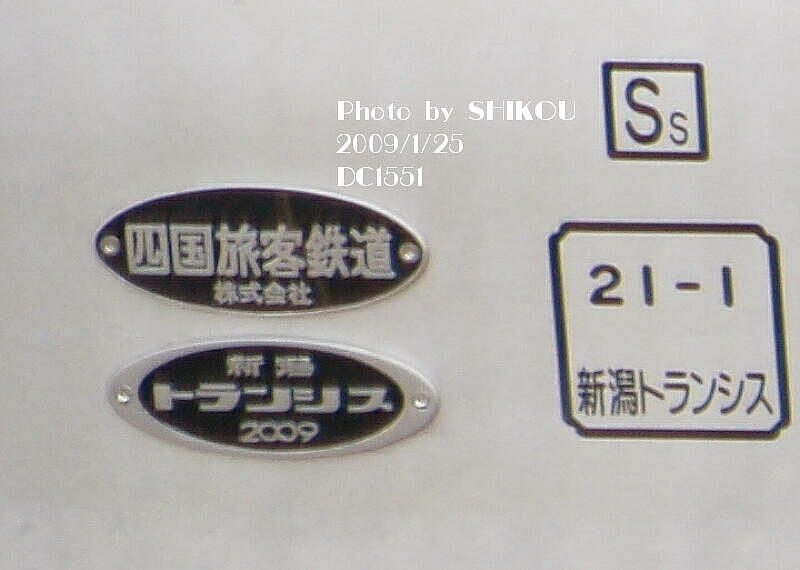 Photo by SHIKOU
2009/1/25
DC1551
Ss
四国旅客鉄道
株式会社
新潟
トランシス
2009
21-1
新潟トランシス